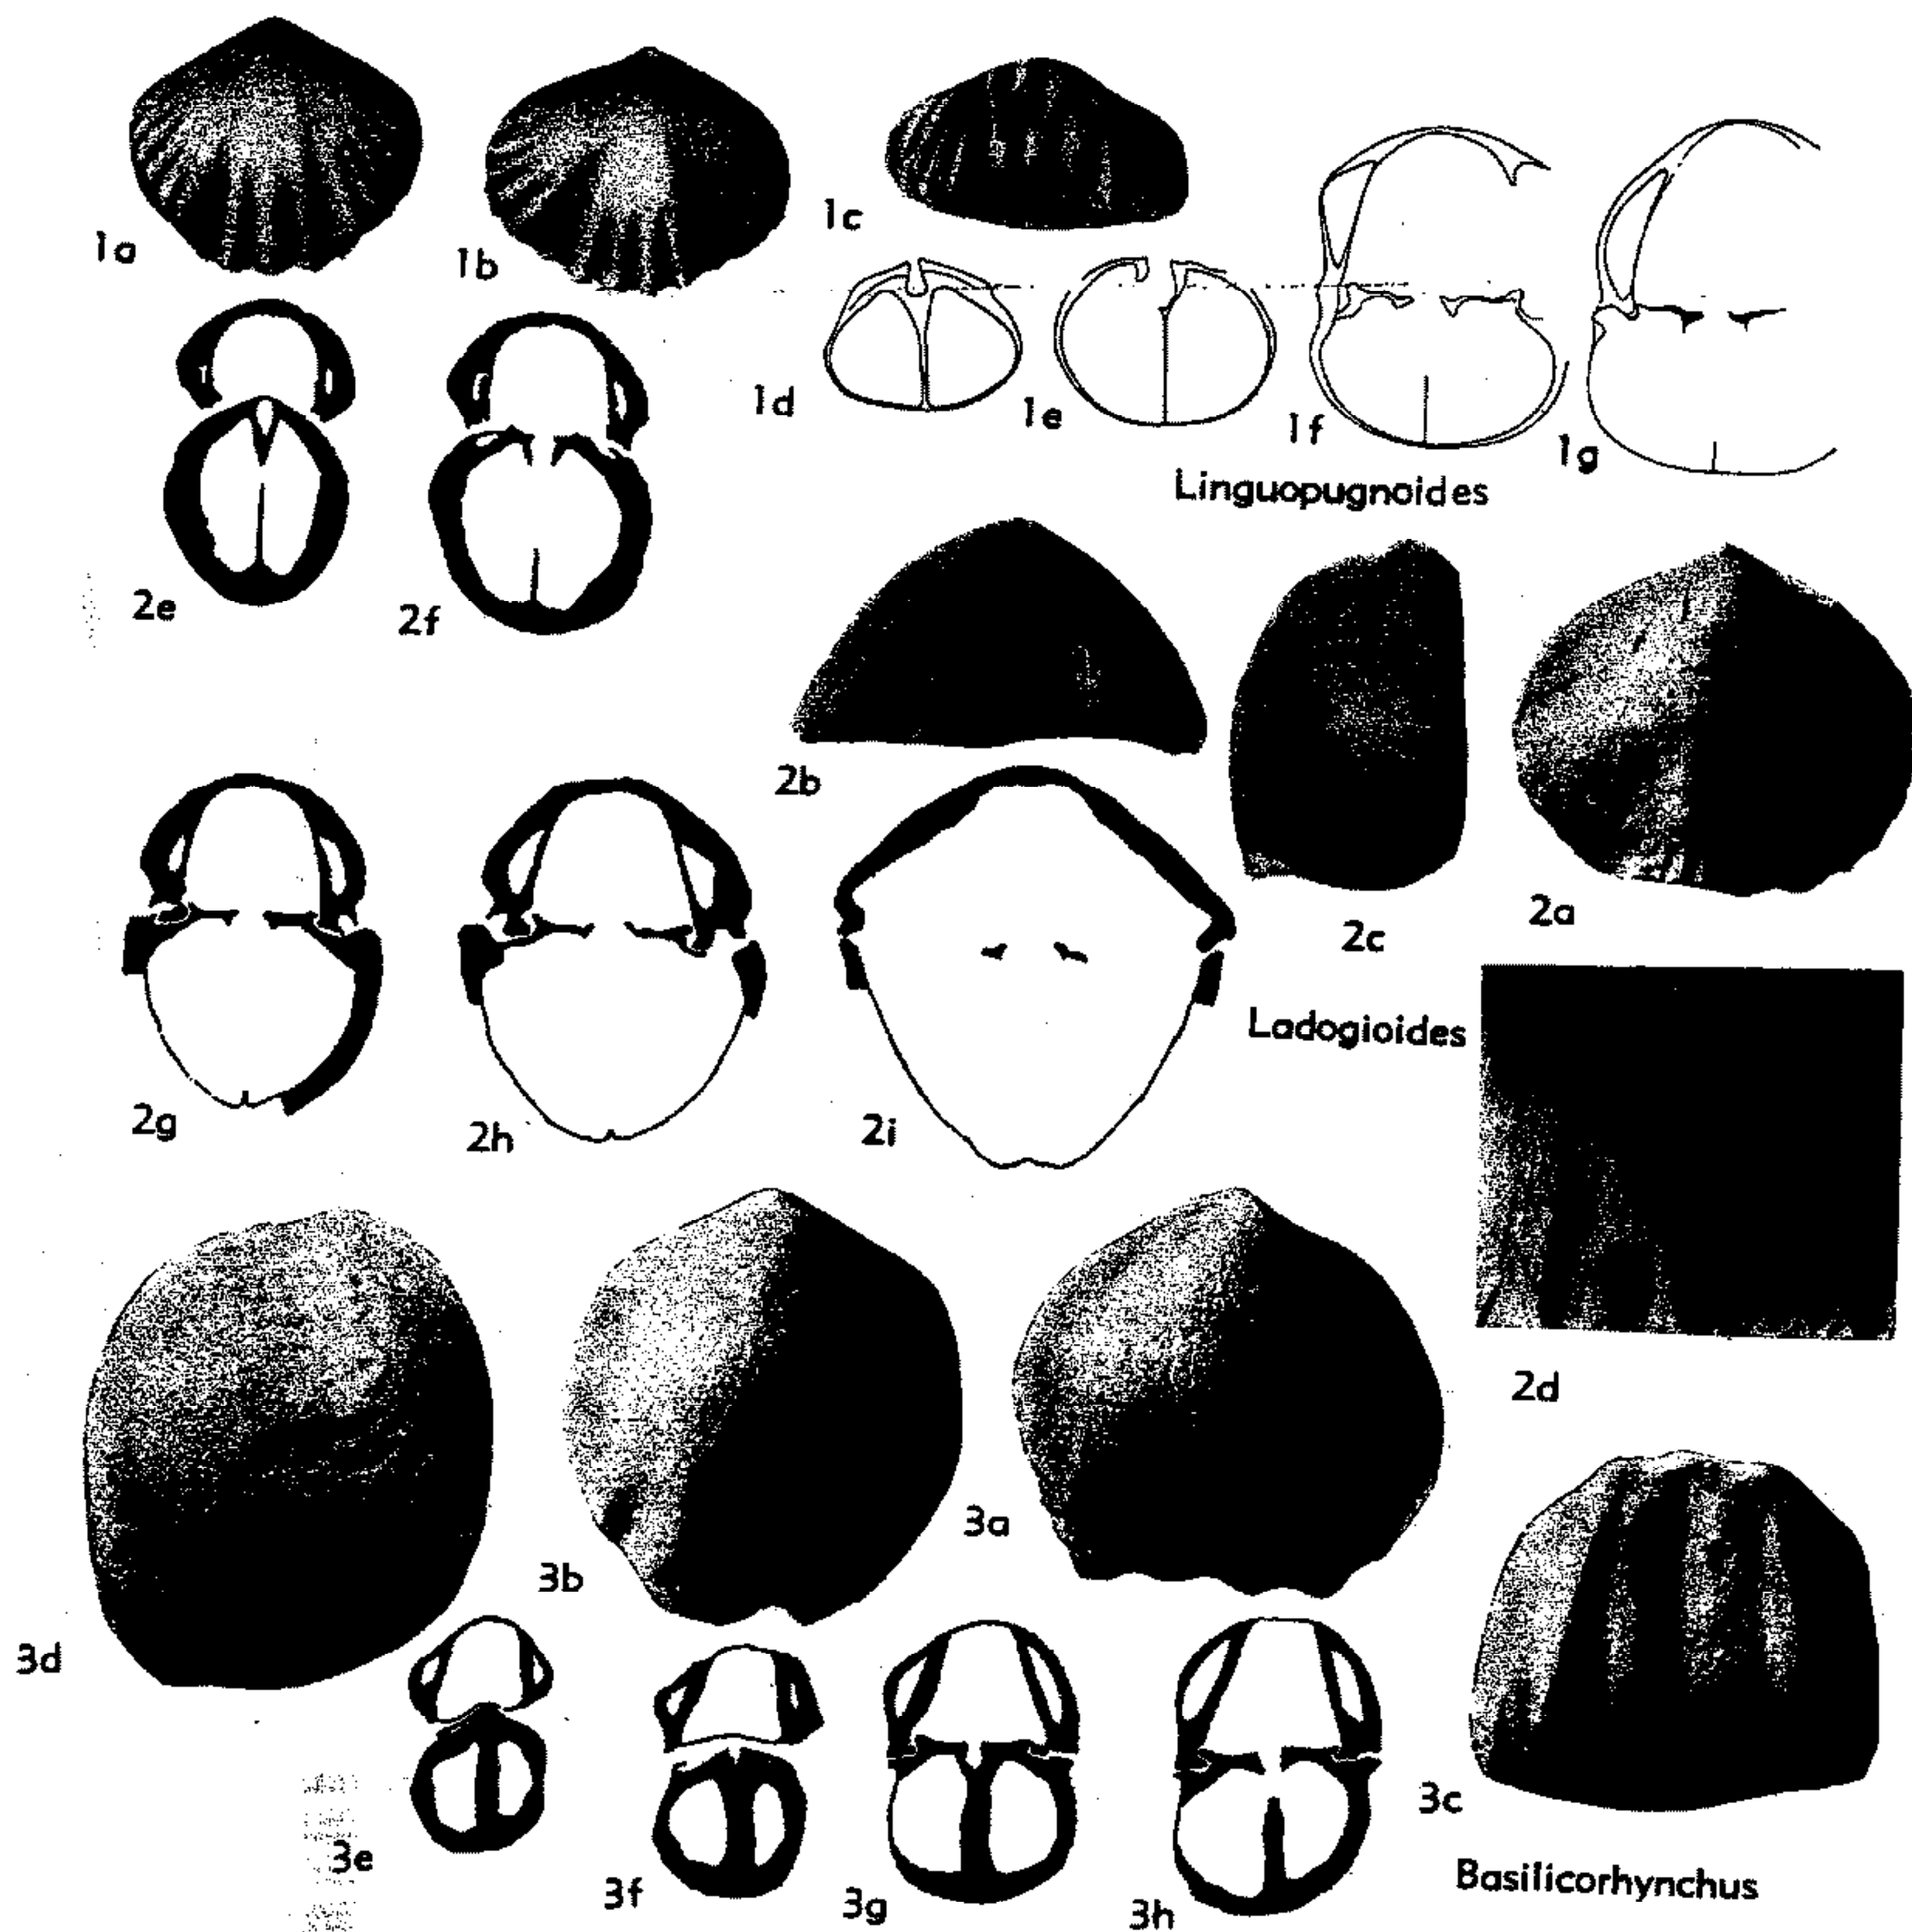 1a
1b
1c
1d
1e
1f
1g
Linguopugnoides
2e
2f
2b
2c
2a
2g
2h
2i
Ladogioides
2d
3d
3b
3a
3c
3e
3f
3g
3h
Basilicorhynchus